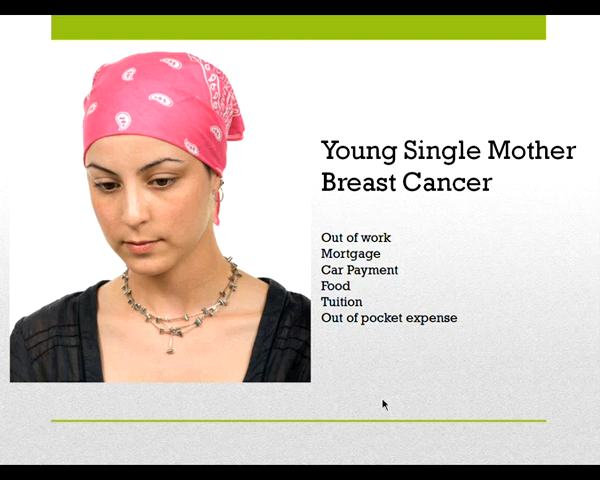 Young Single Mother
Breast Cancer
Out of work
Mortgage
Car Payment
Food
Tuition
Out of pocket expense